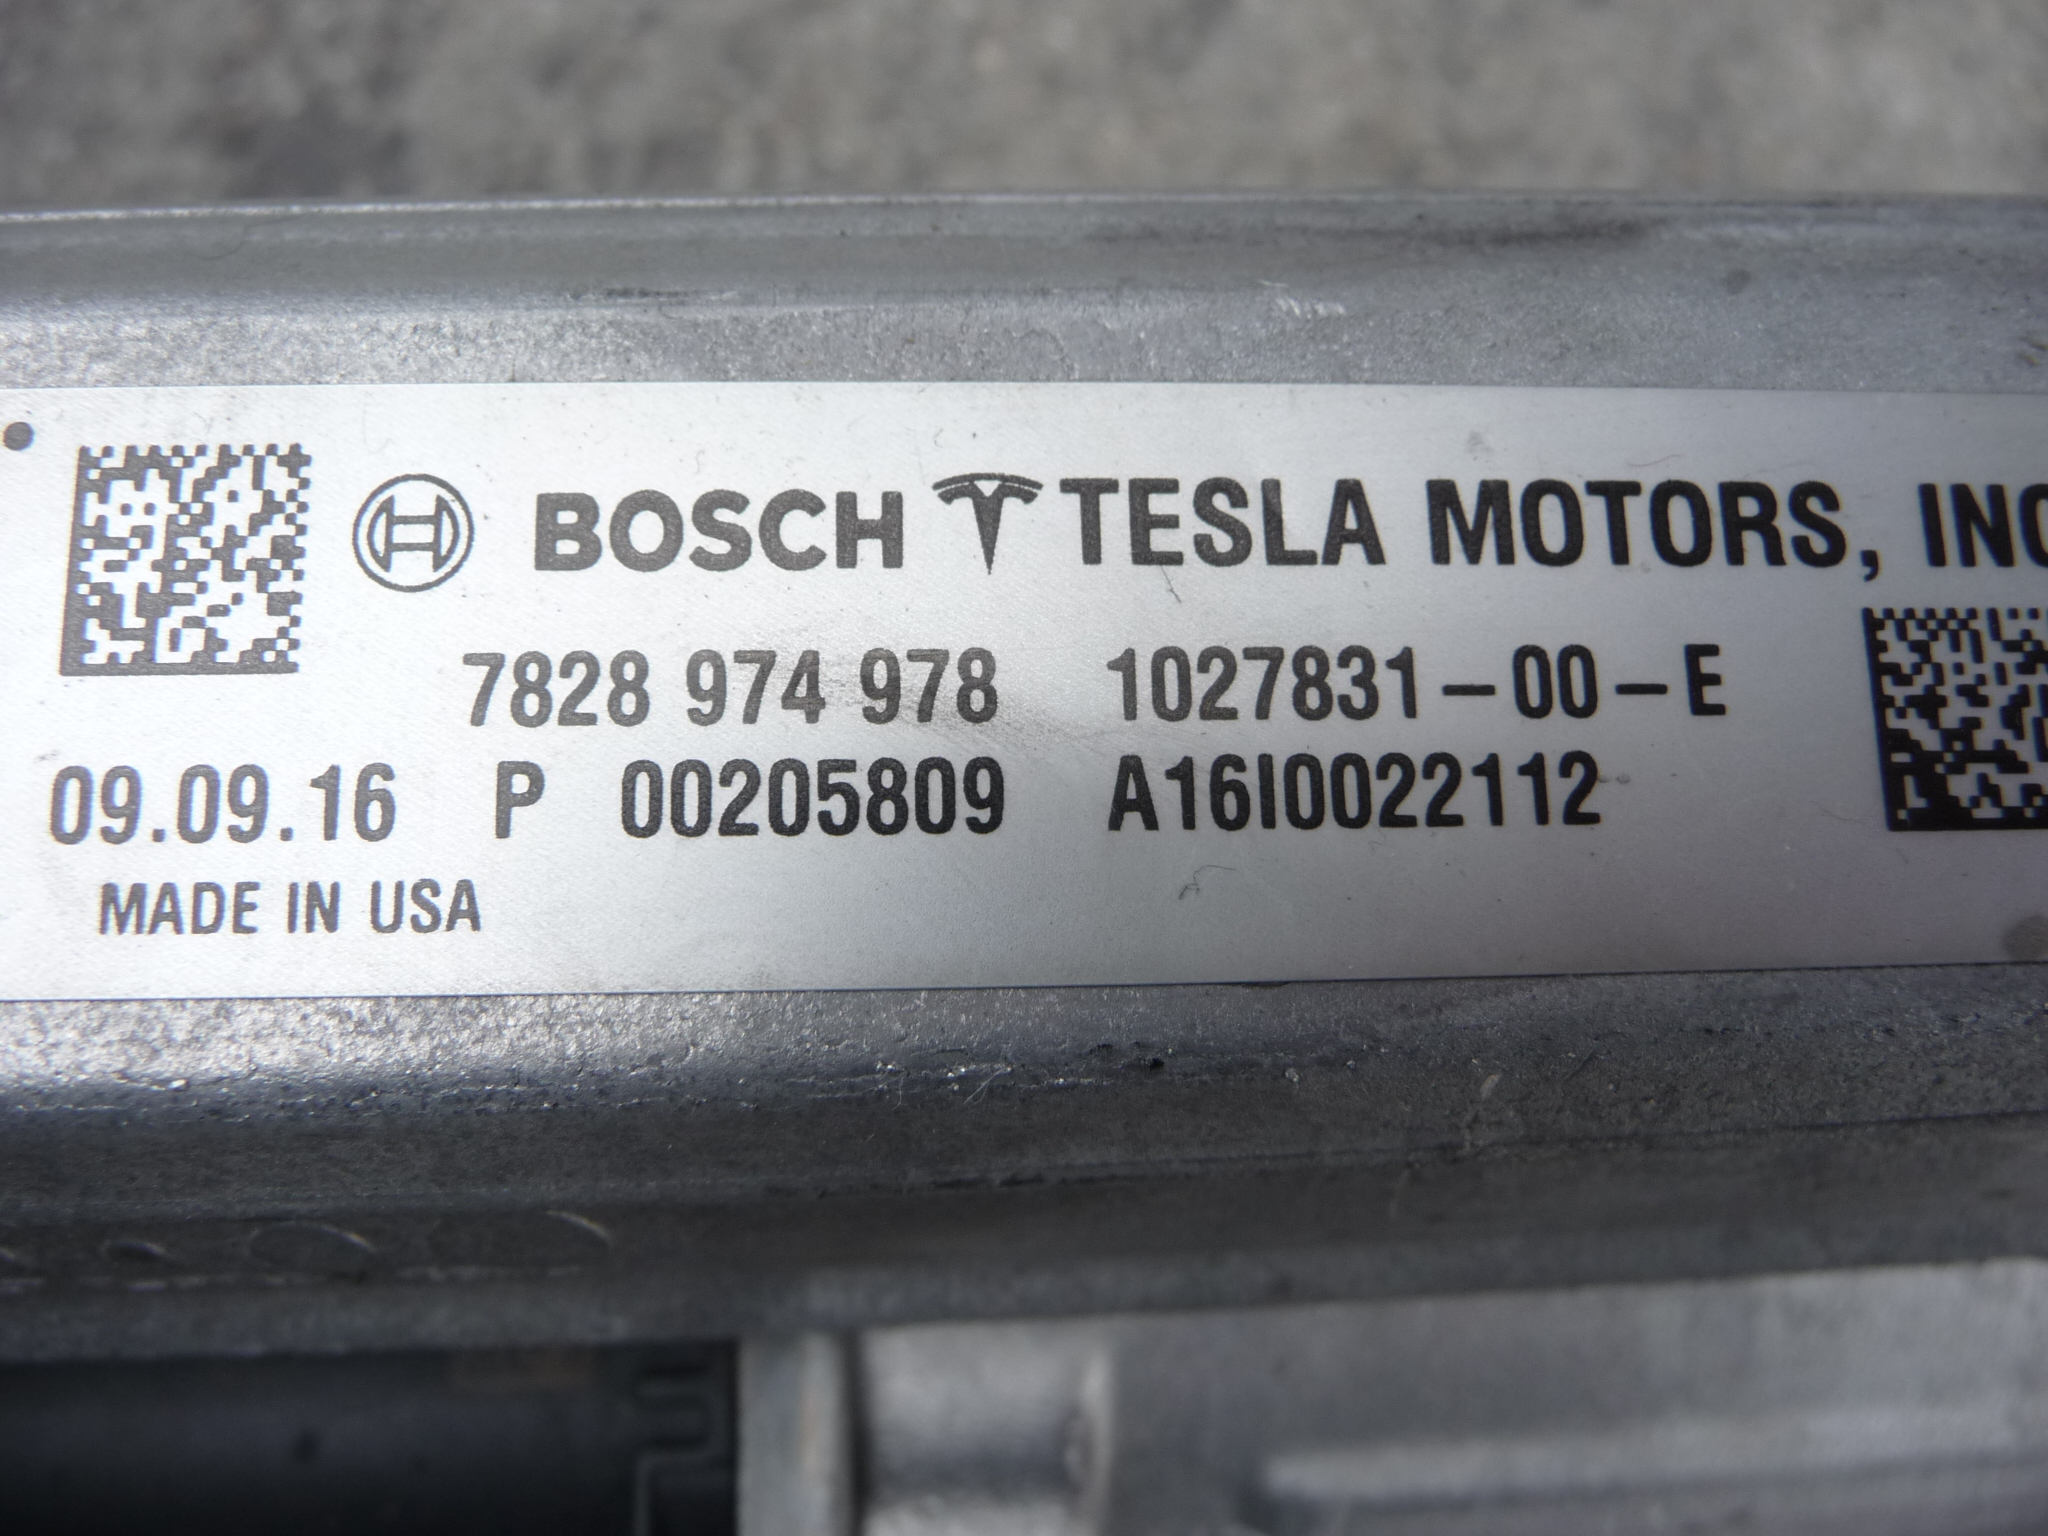 BOSCH TESLA MOTORS, INC
7828 974 978 1027831-00-E
09.09.16 P 00205809 A16I0022112
MADE IN USA